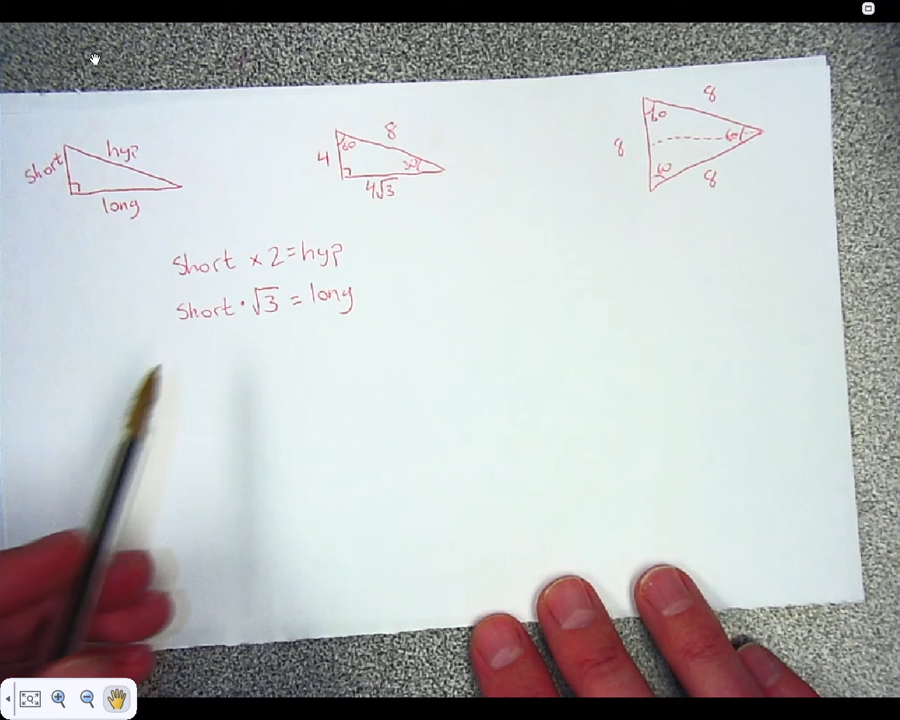 short
hyp
long
60
8
4
30
4√3
8
60
8
60
60
8
short × 2 = hyp
short · √3 = long